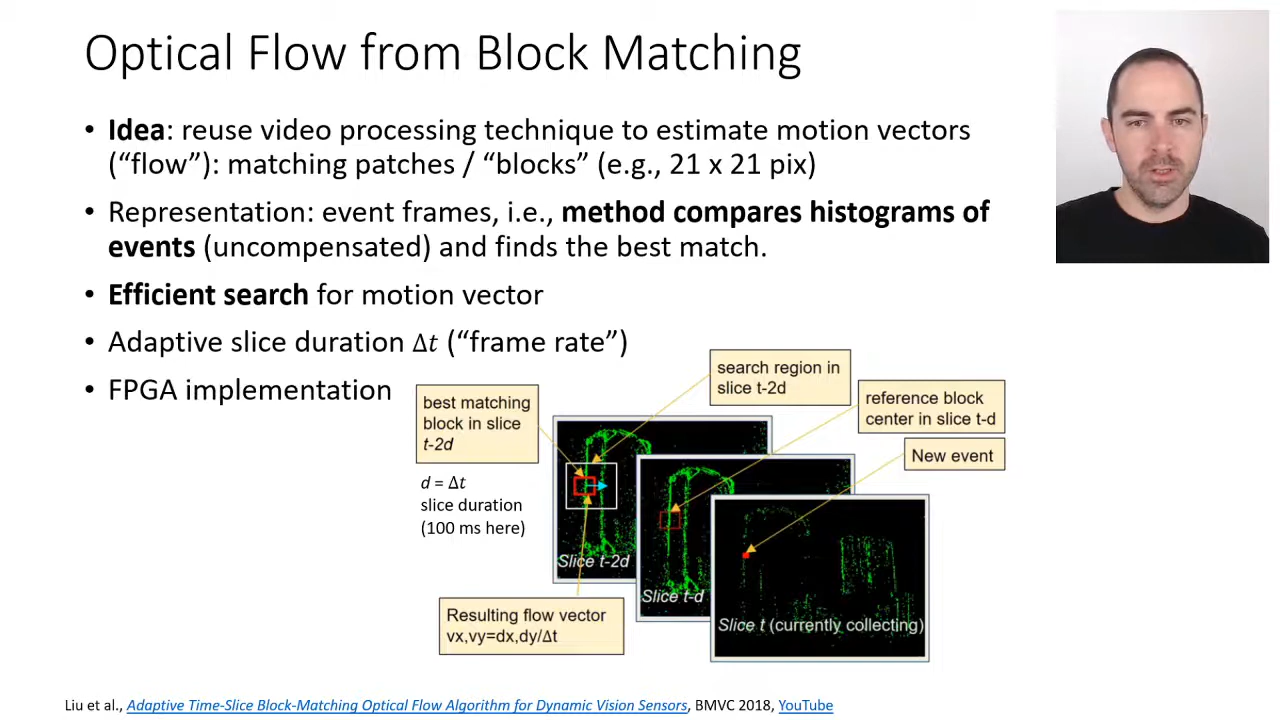 Optical Flow from Block Matching
• Idea: reuse video processing technique to estimate motion vectors
(“flow”): matching patches / “blocks” (e.g., 21 x 21 pix)
• Representation: event frames, i.e., method compares histograms of
events (uncompensated) and finds the best match.
• Efficient search for motion vector
• Adaptive slice duration Δt (“frame rate”)
• FPGA implementation
search region in
slice t-2d
reference block
center in slice t-d
New event
best matching
block in slice
t-2d
d = Δt
slice duration
(100 ms here)
Slice t-2d
Slice t-d
Slice t (currently collecting)
Resulting flow vector
vx,vy=dx,dy/Δt
Liu et al., Adaptive Time-Slice Block-Matching Optical Flow Algorithm for Dynamic Vision Sensors, BMVC 2018, YouTube